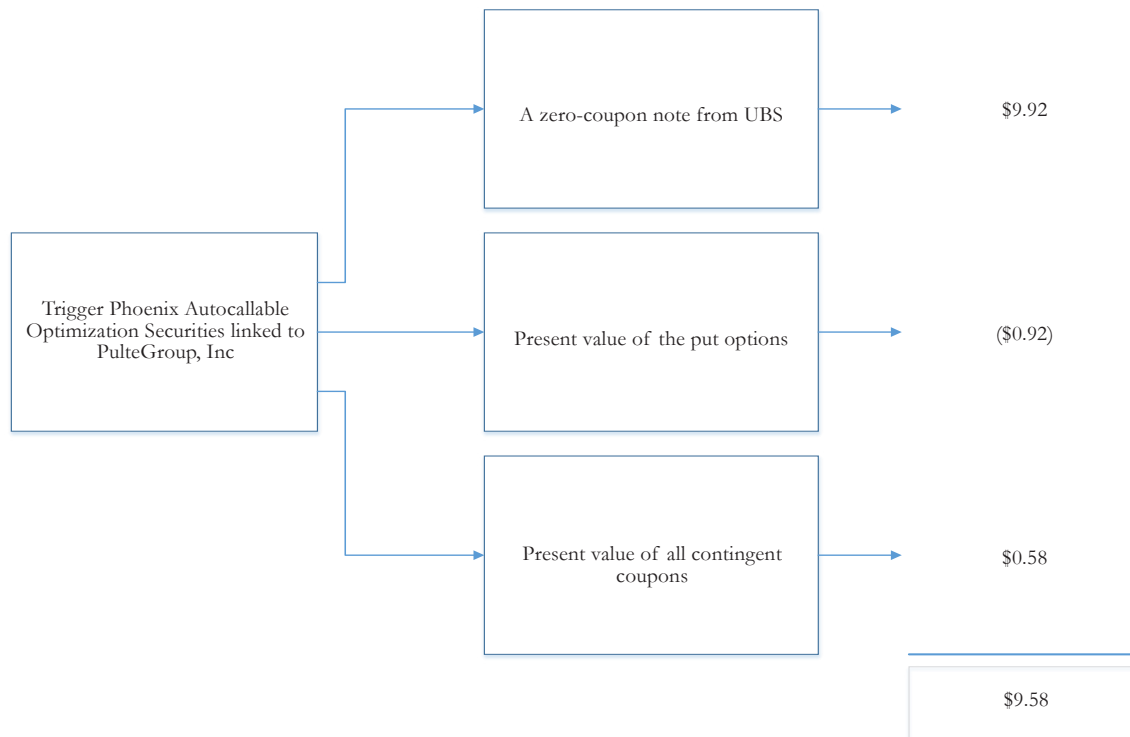 A zero-coupon note from UBS
$9.92
Trigger Phoenix Autocallable
Optimization Securities linked to
PulteGroup, Inc
Present value of the put options
($0.92)
Present value of all contingent
coupons
$0.58
$9.58